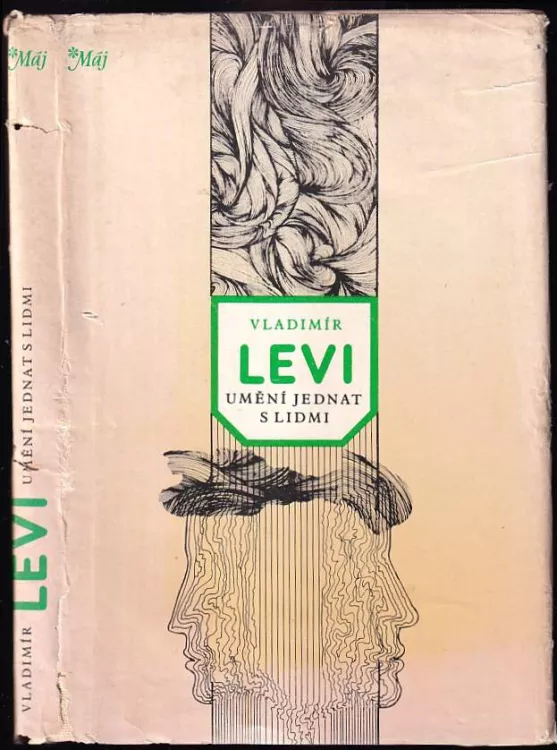 *Máj
*Máj
VLADIMÍR
LEVI
UMĚNÍ JEDNAT
S LIDMI
VLADIMÍR LEVI UMĚNÍ JEDNAT S LIDMI